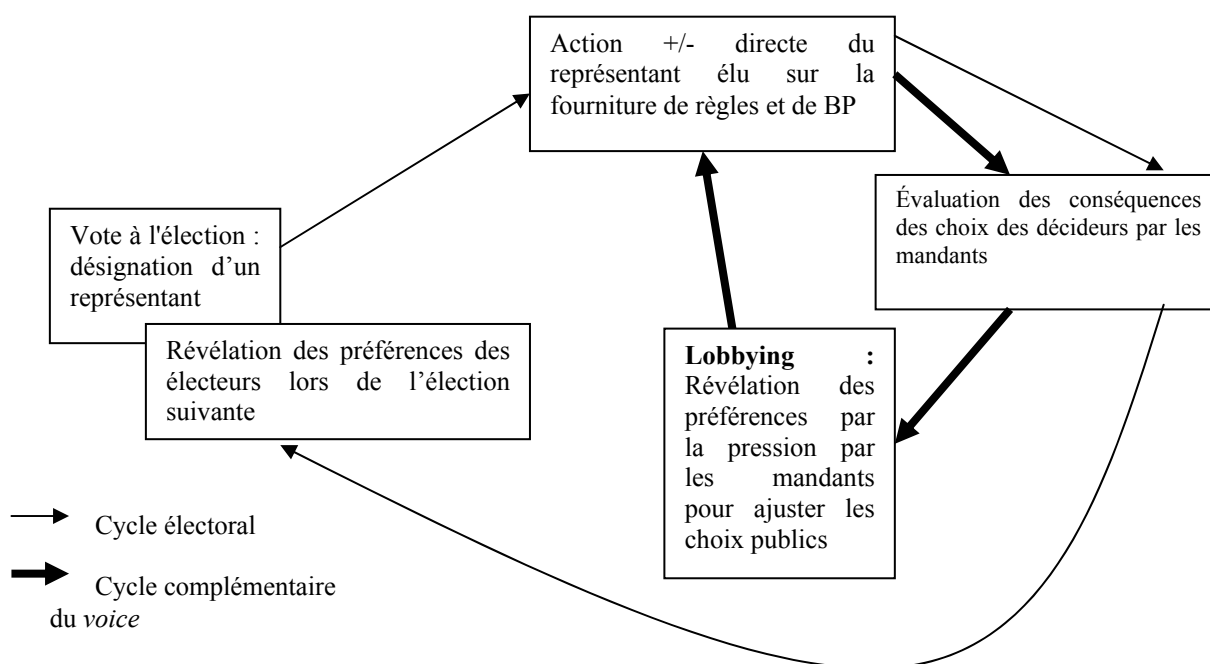 Action +/- directe du
représentant élu sur la
fourniture de règles et de BP
Évaluation des conséquences
des choix des décideurs par les
mandants
Vote à l'élection :
désignation d’un
représentant
Révélation des préférences des
électeurs lors de l’élection
suivante
Lobbying :
Révélation des
préférences par
la pression par
les mandants
pour ajuster les
choix publics
Cycle électoral
Cycle complémentaire
du voice